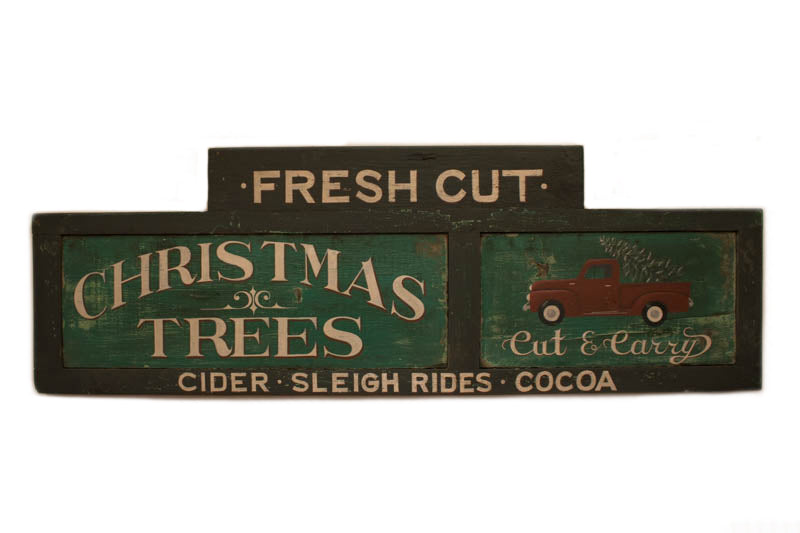 · FRESH CUT ·
CHRISTMAS
TREES
Cut & Carry
CIDER · SLEIGH RIDES · COCOA